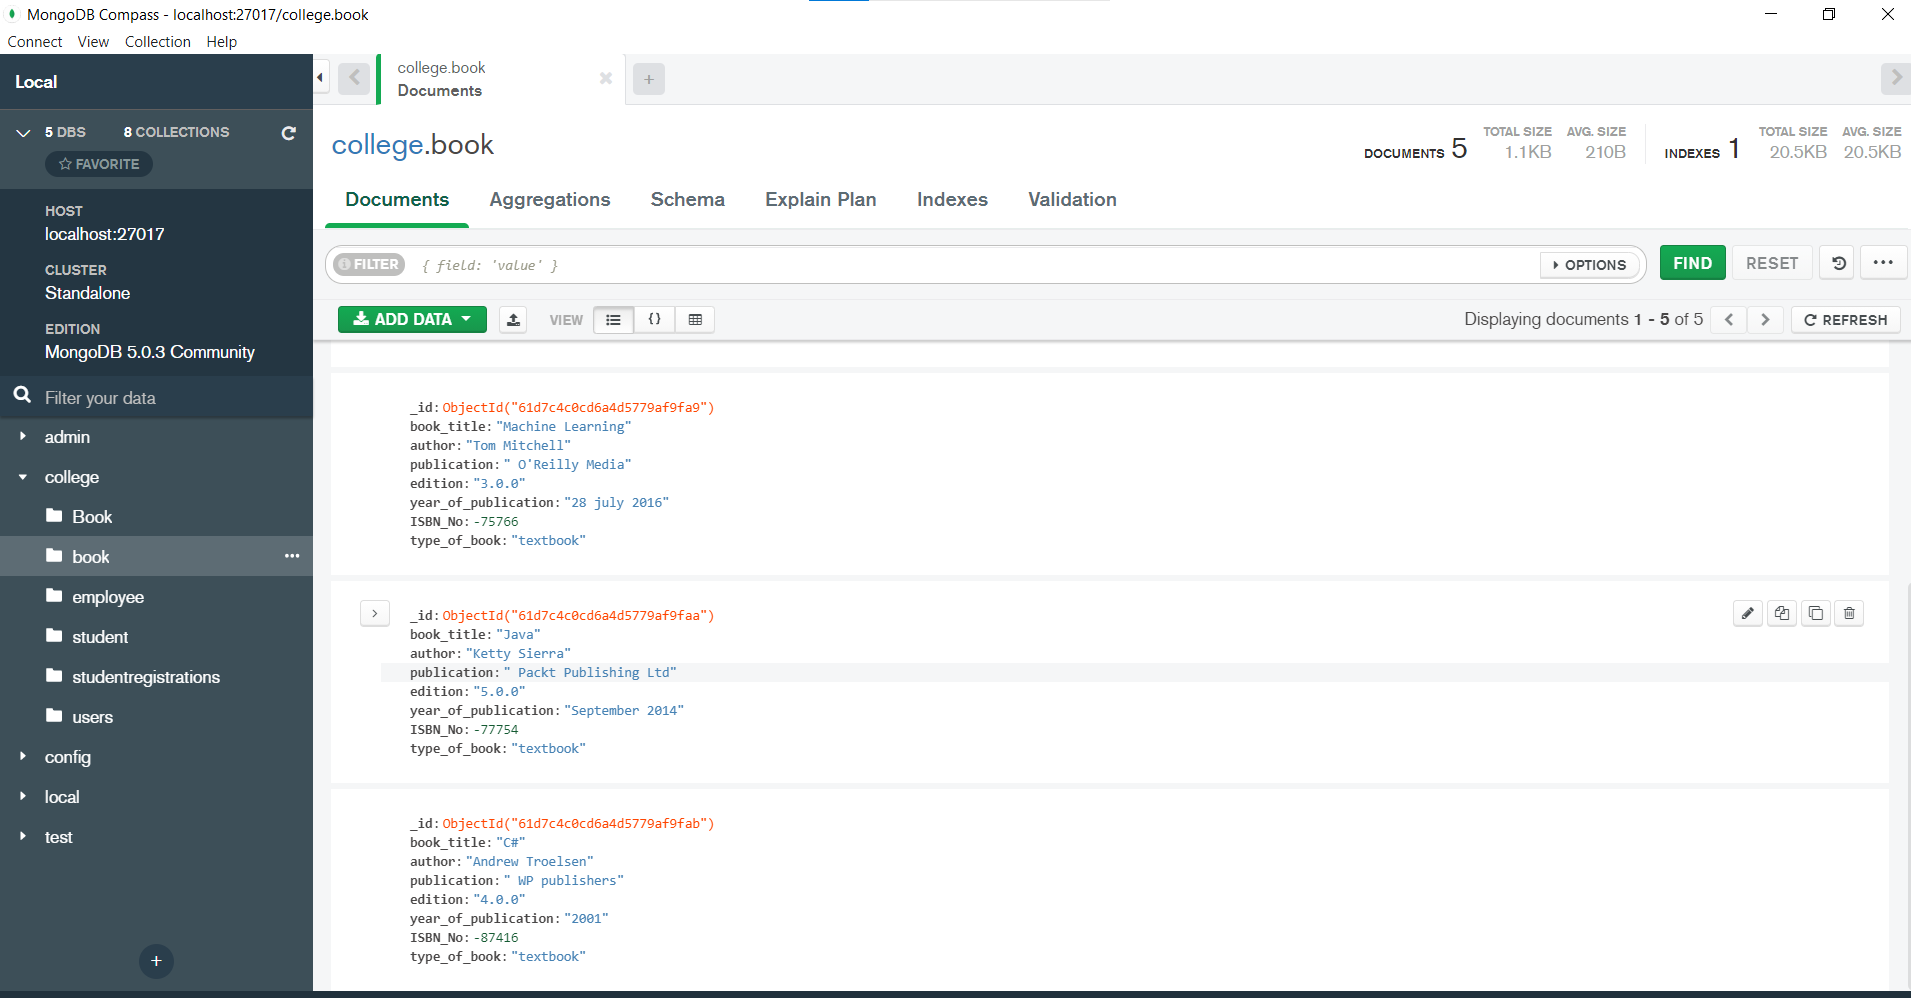 MongoDB Compass - localhost:27017/college.book
Connect View Collection Help
Local
5 DBS 8 COLLECTIONS
FAVORITE
HOST
localhost:27017
CLUSTER
Standalone
EDITION
MongoDB 5.0.3 Community
Filter your data
admin
college
Book
book
employee
student
studentregistrations
users
config
local
test
college.book
Documents
college.book
DOCUMENTS 5 TOTAL SIZE 1.1KB AVG. SIZE 210B INDEXES 1 TOTAL SIZE 20.5KB AVG. SIZE 20.5KB
Documents Aggregations Schema Explain Plan Indexes Validation
FILTER { field: 'value' } OPTIONS FIND RESET
ADD DATA VIEW {} Displaying documents 1 - 5 of 5 REFRESH
_id: ObjectId("61d7c4c0cd6a4d5779af9fa9")
book_title: "Machine Learning"
author: "Tom Mitchell"
publication: " O'Reilly Media"
edition: "3.0.0"
year_of_publication: "28 july 2016"
ISBN_No: -75766
type_of_book: "textbook"
_id: ObjectId("61d7c4c0cd6a4d5779af9faa")
book_title: "Java"
author: "Ketty Sierra"
publication: " Packt Publishing Ltd"
edition: "5.0.0"
year_of_publication: "September 2014"
ISBN_No: -77754
type_of_book: "textbook"
_id: ObjectId("61d7c4c0cd6a4d5779af9fab")
book_title: "C#"
author: "Andrew Troelsen"
publication: " WP publishers"
edition: "4.0.0"
year_of_publication: "2001"
ISBN_No: -87416
type_of_book: "textbook"